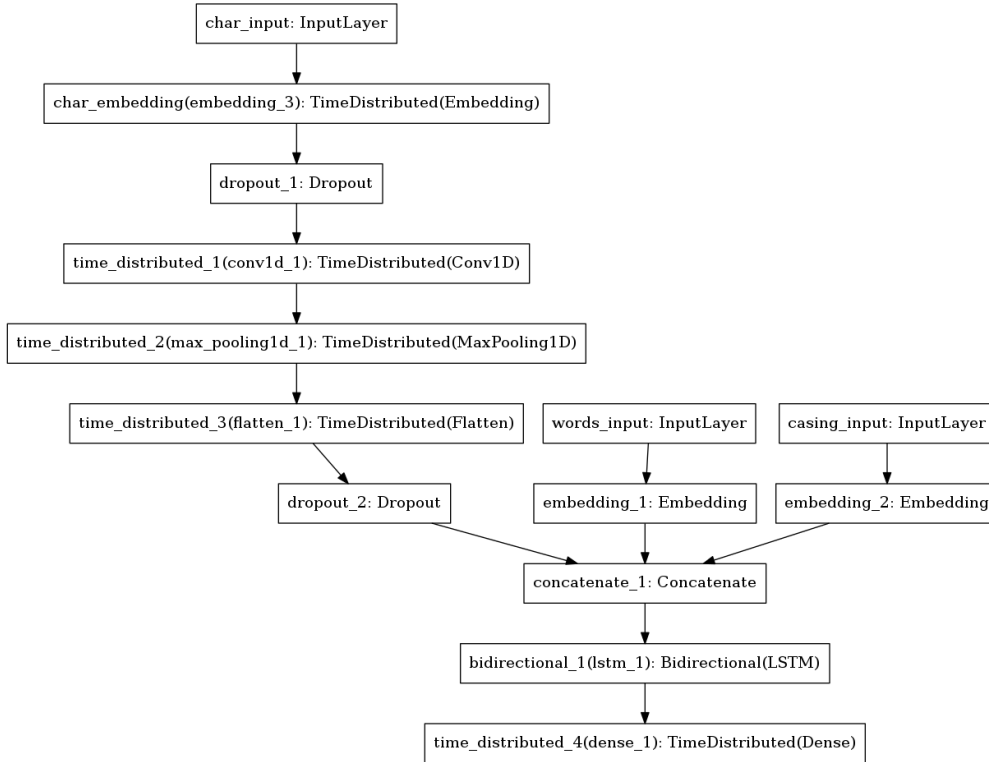 char_input: InputLayer
char_embedding(embedding_3): TimeDistributed(Embedding)
dropout_1: Dropout
time_distributed_1(conv1d_1): TimeDistributed(Conv1D)
time_distributed_2(max_pooling1d_1): TimeDistributed(MaxPooling1D)
time_distributed_3(flatten_1): TimeDistributed(Flatten)
words_input: InputLayer
casing_input: InputLayer
dropout_2: Dropout
embedding_1: Embedding
embedding_2: Embedding
concatenate_1: Concatenate
bidirectional_1(lstm_1): Bidirectional(LSTM)
time_distributed_4(dense_1): TimeDistributed(Dense)